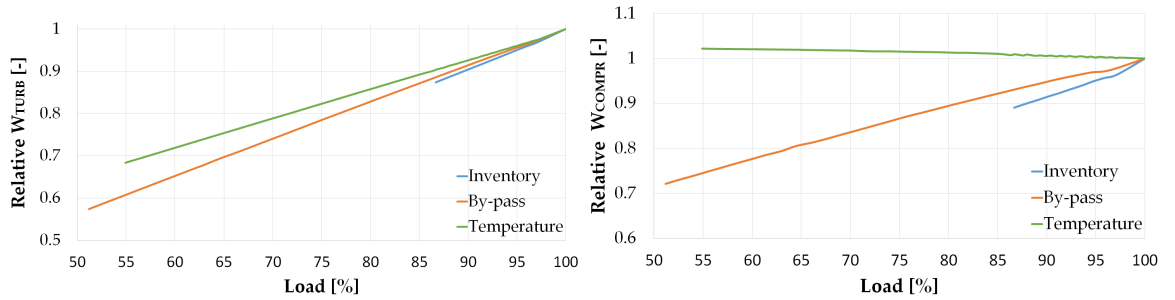 Relative WTURB [-]
1
0.9
0.8
0.7
0.6
0.5
Inventory
By-pass
Temperature
50 55 60 65 70 75 80 85 90 95 100
Load [%]
Relative WCOMPR [-]
1.1
1
0.9
0.8
0.7
0.6
Inventory
By-pass
Temperature
50 55 60 65 70 75 80 85 90 95 100
Load [%]